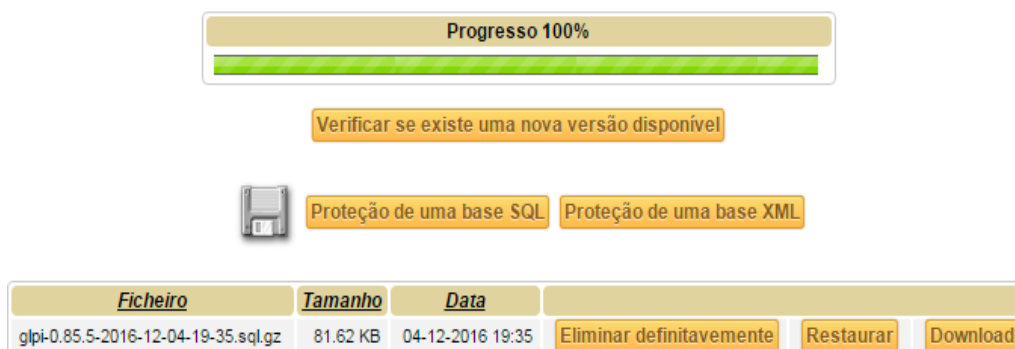 Progresso 100%
Verificar se existe uma nova versão disponível
Proteção de uma base SQL Proteção de uma base XML
Ficheiro Tamanho Data
glpi-0.85.5-2016-12-04-19-35.sql.gz 81.62 KB 04-12-2016 19:35 Eliminar definitavemente Restaurar Download